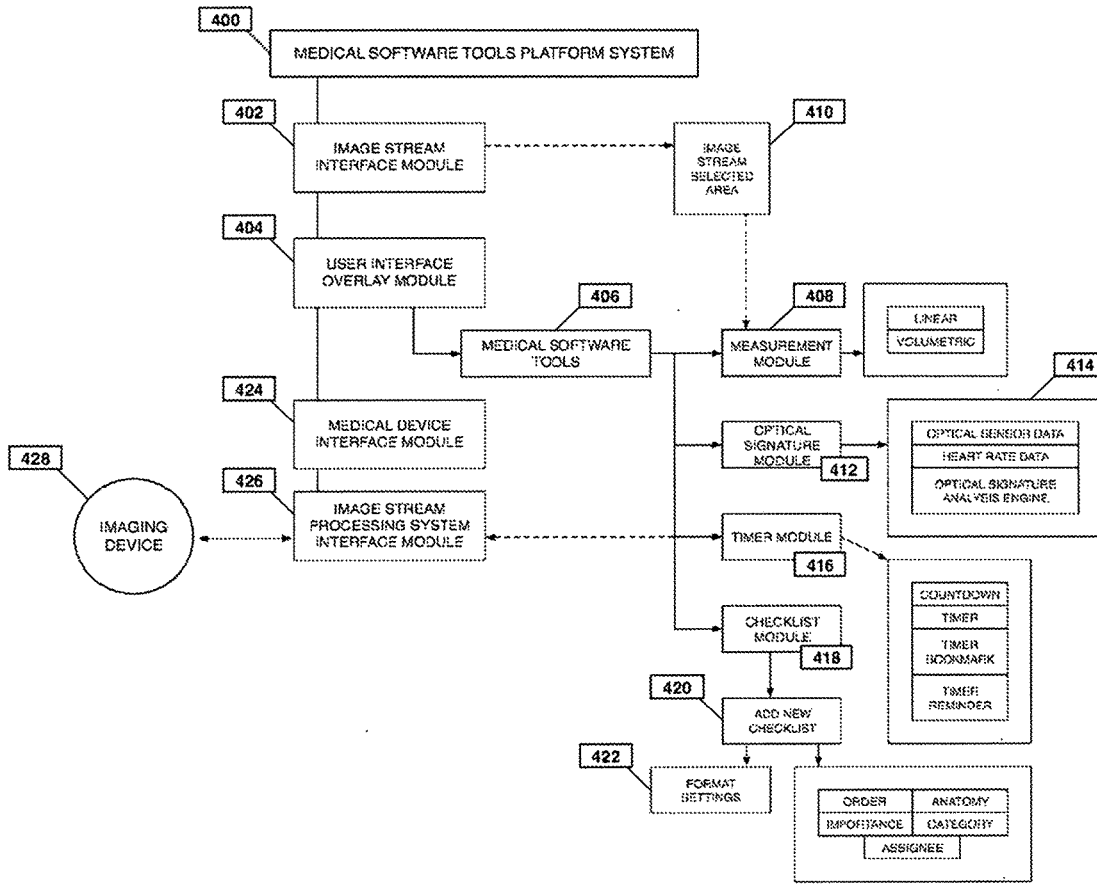 400
MEDICAL SOFTWARE TOOLS PLATFORM SYSTEM
402
IMAGE STREAM
INTERFACE MODULE
410
IMAGE
STREAM
SELECTED
AREA
404
USER INTERFACE
OVERLAY MODULE
406
MEDICAL SOFTWARE
TOOLS
408
MEASUREMENT
MODULE
LINEAR
VOLUMETRIC
414
424
MEDICAL DEVICE
INTERFACE MODULE
OPTICAL
SIGNATURE
MODULE
412
OPTICAL SENSOR DATA
HEART RATE DATA
OPTICAL SIGNATURE
ANALYSIS ENGINE
428
IMAGING
DEVICE
426
IMAGE STREAM
PROCESSING SYSTEM
INTERFACE MODULE
TIMER MODULE
416
COUNTDOWN
TIMER
TIMER
BOOKMARK
TIMER
REMINDER
CHECKLIST
MODULE
418
420
ADD NEW
CHECKLIST
422
FORMAT
SETTINGS
ORDER
ANATOMY
IMPORTANCE
CATEGORY
ASSIGNEE